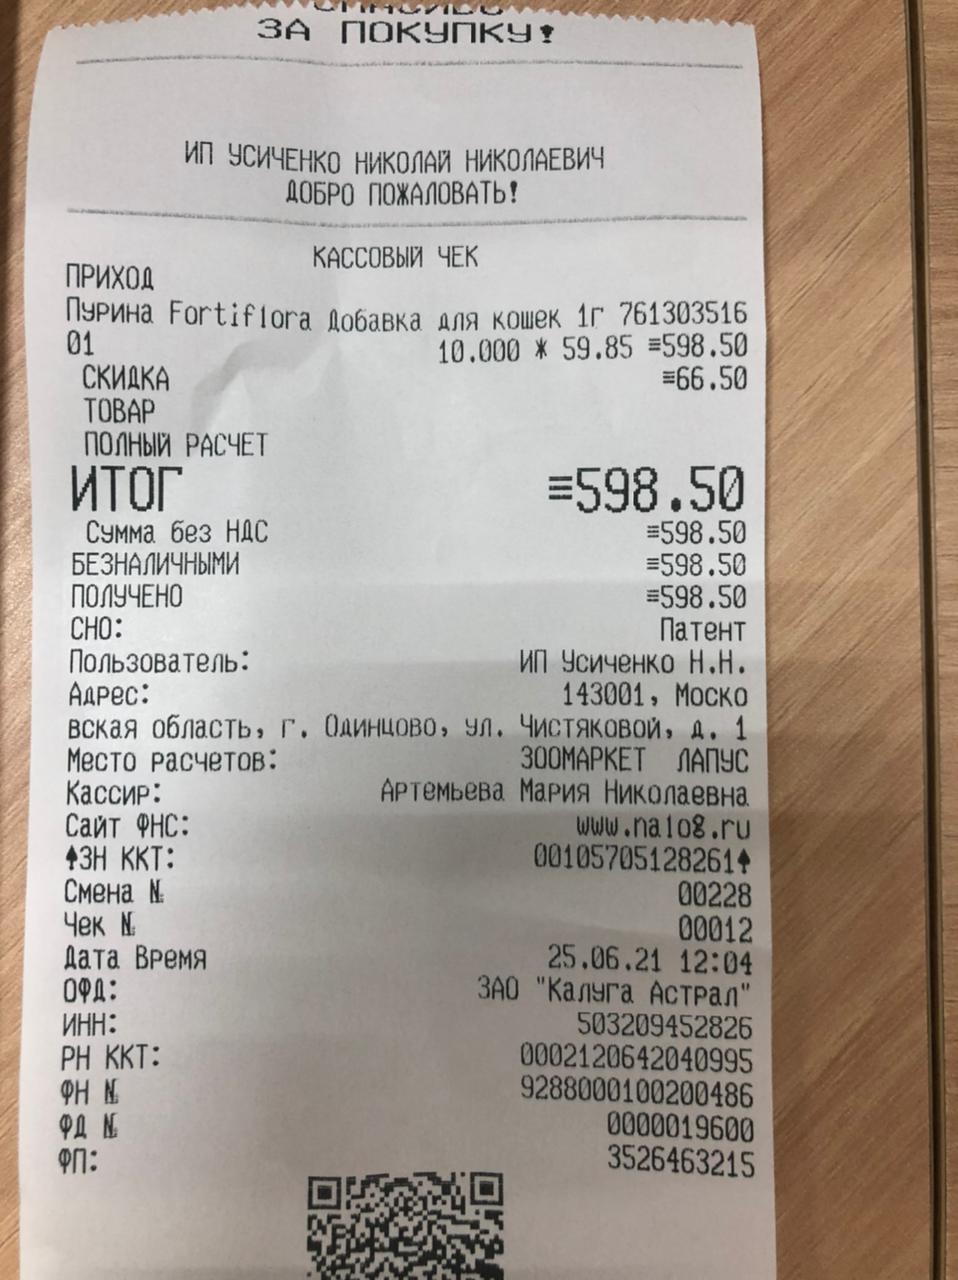 СПАСИБО
ЗА ПОКУПКУ!
ИП УСИЧЕНКО НИКОЛАЙ НИКОЛАЕВИЧ
ДОБРО ПОЖАЛОВАТЬ!
КАССОВЫЙ ЧЕК
ПРИХОД
Пурина Fortiflora Добавка для кошек 1г 761303516
01 10.000 * 59.85 ≡598.50
СКИДКА ≡66.50
ТОВАР
ПОЛНЫЙ РАСЧЕТ
ИТОГ ≡598.50
Сумма без НДС ≡598.50
БЕЗНАЛИЧНЫМИ ≡598.50
ПОЛУЧЕНО ≡598.50
СНО: Патент
Пользователь: ИП Усиченко Н.Н.
Адрес: 143001, Моско
вская область, г. Одинцово, ул. Чистяковой, д. 1
Место расчетов: ЗООМАРКЕТ ЛАПУС
Кассир: Артемьева Мария Николаевна
Сайт ФНС: www.nalog.ru
♠ЗН ККТ: 00105705128261♠
Смена № 00228
Чек № 00012
Дата Время 25.06.21 12:04
ОФД: ЗАО "Калуга Астрал"
ИНН: 503209452826
РН ККТ: 0002120642040995
ФН № 9288000100200486
ФД № 0000019600
ФП: 3526463215